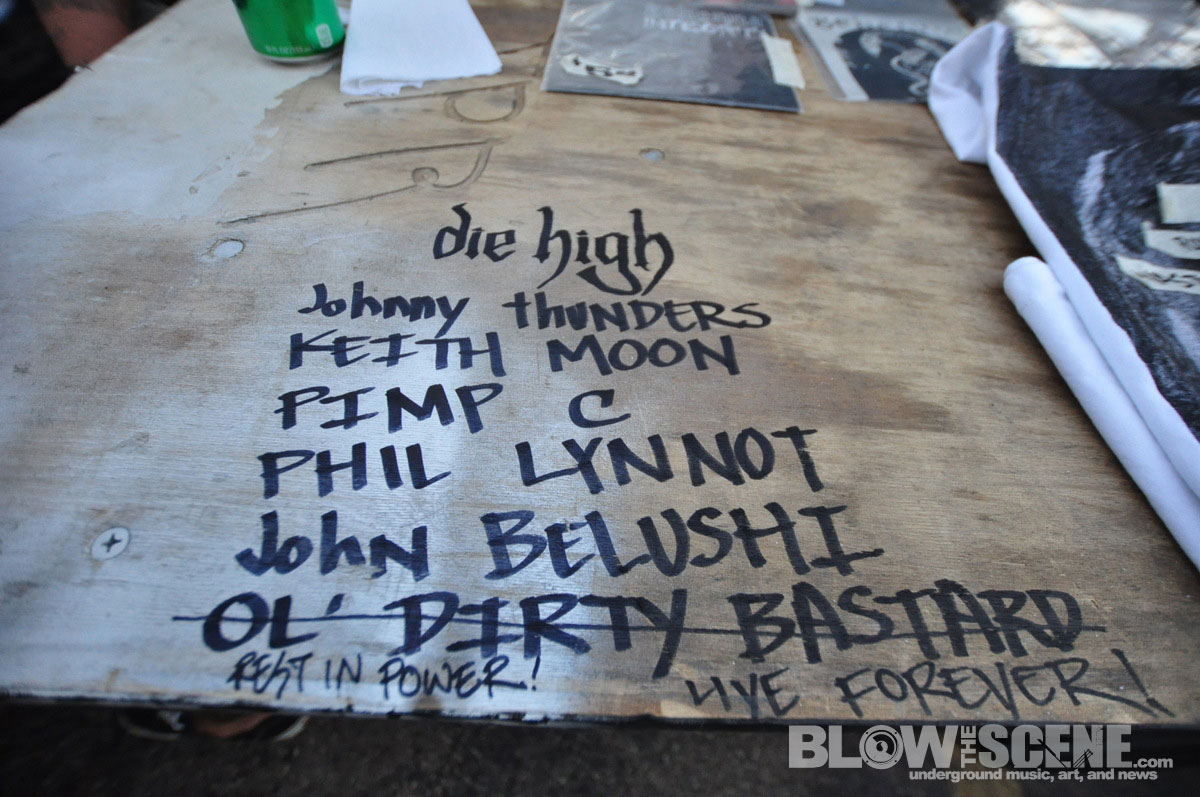 $5
die high
Johnny thUNDERS
KEITH MOON
PIMP C
PHIL LYNNOT
JohN BELUSHI
OL' DIRTY BASTARD
REST IN POWER!
LIVE FOREVER!
BLOW THE SCENE.com
underground music, art, and news